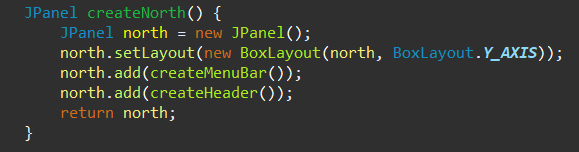 JPanel createNorth() {
    JPanel north = new JPanel();
    north.setLayout(new BoxLayout(north, BoxLayout.Y_AXIS));
    north.add(createMenuBar());
    north.add(createHeader());
    return north;
}